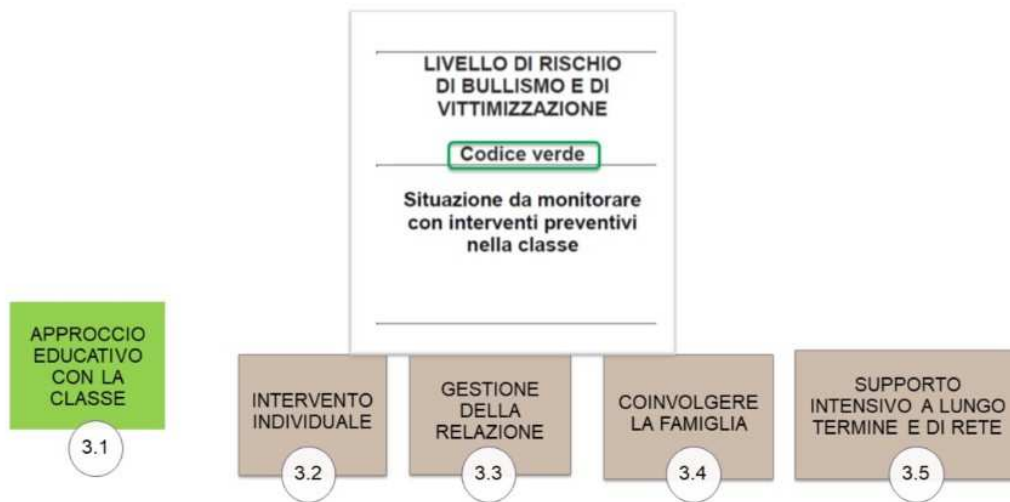 LIVELLO DI RISCHIO
DI BULLISMO E DI
VITTIMIZZAZIONE
Codice verde
Situazione da monitorare
con interventi preventivi
nella classe
APPROCCIO
EDUCATIVO
CON LA
CLASSE
3.1
INTERVENTO
INDIVIDUALE
3.2
GESTIONE
DELLA
RELAZIONE
3.3
COINVOLGERE
LA FAMIGLIA
3.4
SUPPORTO
INTENSIVO A LUNGO
TERMINE E DI RETE
3.5